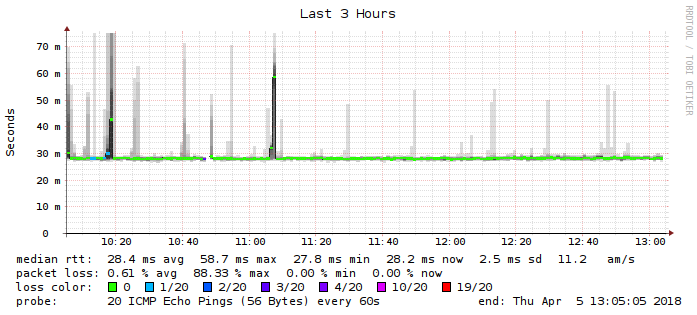 Last 3 Hours
RRDTOOL / TOBI OETIKER
Seconds
70 m
60 m
50 m
40 m
30 m
20 m
10 m
0
10:20 10:40 11:00 11:20 11:40 12:00 12:20 12:40 13:00
median rtt: 28.4 ms avg 58.7 ms max 27.8 ms min 28.2 ms now 2.5 ms sd 11.2 am/s
packet loss: 0.61 % avg 88.33 % max 0.00 % min 0.00 % now
loss color: 0 1/20 2/20 3/20 4/20 10/20 19/20
probe: 20 ICMP Echo Pings (56 Bytes) every 60s end: Thu Apr 5 13:05:05 2018